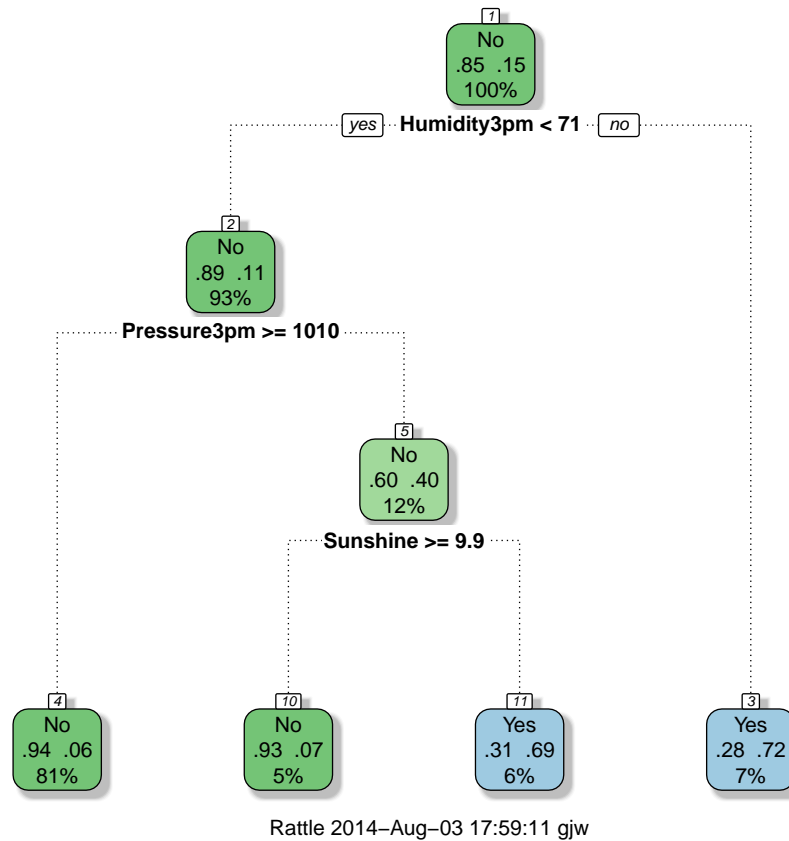 1
No
.85 .15
100%
yes Humidity3pm < 71 no
2
No
.89 .11
93%
Pressure3pm >= 1010
5
No
.60 .40
12%
Sunshine >= 9.9
4
No
.94 .06
81%
10
No
.93 .07
5%
11
Yes
.31 .69
6%
3
Yes
.28 .72
7%
Rattle 2014−Aug−03 17:59:11 gjw